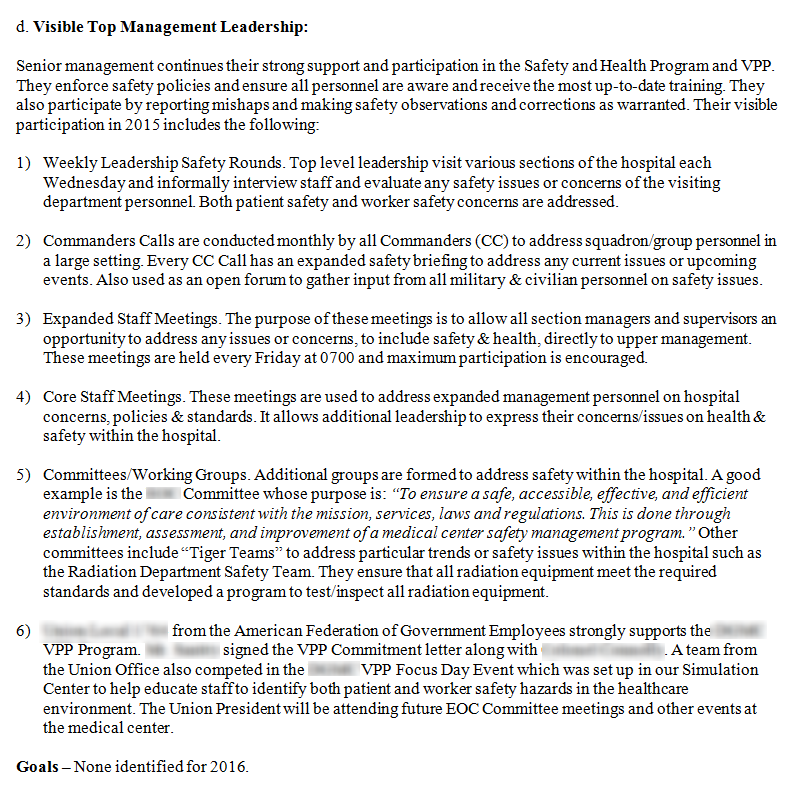 d. Visible Top Management Leadership:
Senior management continues their strong support and participation in the Safety and Health Program and VPP.
They enforce safety policies and ensure all personnel are aware and receive the most up-to-date training. They
also participate by reporting mishaps and making safety observations and corrections as warranted. Their visible
participation in 2015 includes the following:
1) Weekly Leadership Safety Rounds. Top level leadership visit various sections of the hospital each
Wednesday and informally interview staff and evaluate any safety issues or concerns of the visiting
department personnel. Both patient safety and worker safety concerns are addressed.
2) Commanders Calls are conducted monthly by all Commanders (CC) to address squadron/group personnel in
a large setting. Every CC Call has an expanded safety briefing to address any current issues or upcoming
events. Also used as an open forum to gather input from all military & civilian personnel on safety issues.
3) Expanded Staff Meetings. The purpose of these meetings is to allow all section managers and supervisors an
opportunity to address any issues or concerns, to include safety & health, directly to upper management.
These meetings are held every Friday at 0700 and maximum participation is encouraged.
4) Core Staff Meetings. These meetings are used to address expanded management personnel on hospital
concerns, policies & standards. It allows additional leadership to express their concerns/issues on health &
safety within the hospital.
5) Committees/Working Groups. Additional groups are formed to address safety within the hospital. A good
example is the Committee whose purpose is: “To ensure a safe, accessible, effective, and efficient
environment of care consistent with the mission, services, laws and regulations. This is done through
establishment, assessment, and improvement of a medical center safety management program.” Other
committees include “Tiger Teams” to address particular trends or safety issues within the hospital such as
the Radiation Department Safety Team. They ensure that all radiation equipment meet the required
standards and developed a program to test/inspect all radiation equipment.
6) from the American Federation of Government Employees strongly supports the
VPP Program. signed the VPP Commitment letter along with . A team from
the Union Office also competed in the VPP Focus Day Event which was set up in our Simulation
Center to help educate staff to identify both patient and worker safety hazards in the healthcare
environment. The Union President will be attending future EOC Committee meetings and other events at
the medical center.
Goals – None identified for 2016.